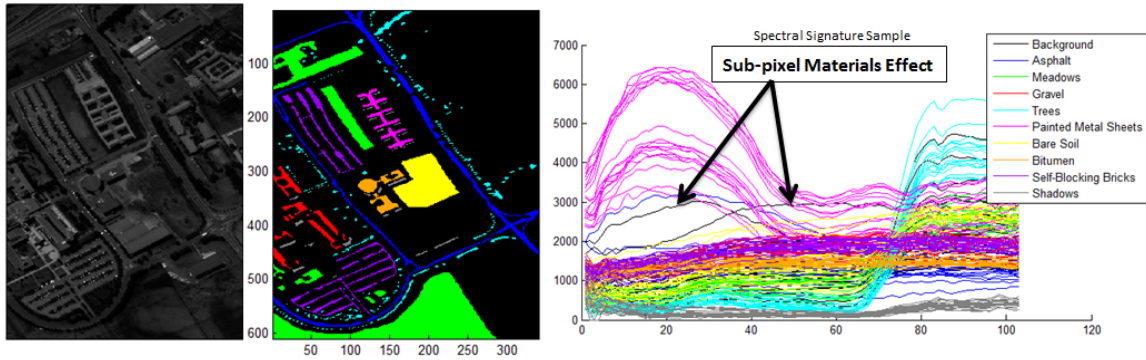 100
200
300
400
500
600
50 100 150 200 250 300
Spectral Signature Sample
Sub-pixel Materials Effect
7000
6000
5000
4000
3000
2000
1000
0
0 20 40 60 80 100 120
Background
Asphalt
Meadows
Gravel
Trees
Painted Metal Sheets
Bare Soil
Bitumen
Self-Blocking Bricks
Shadows